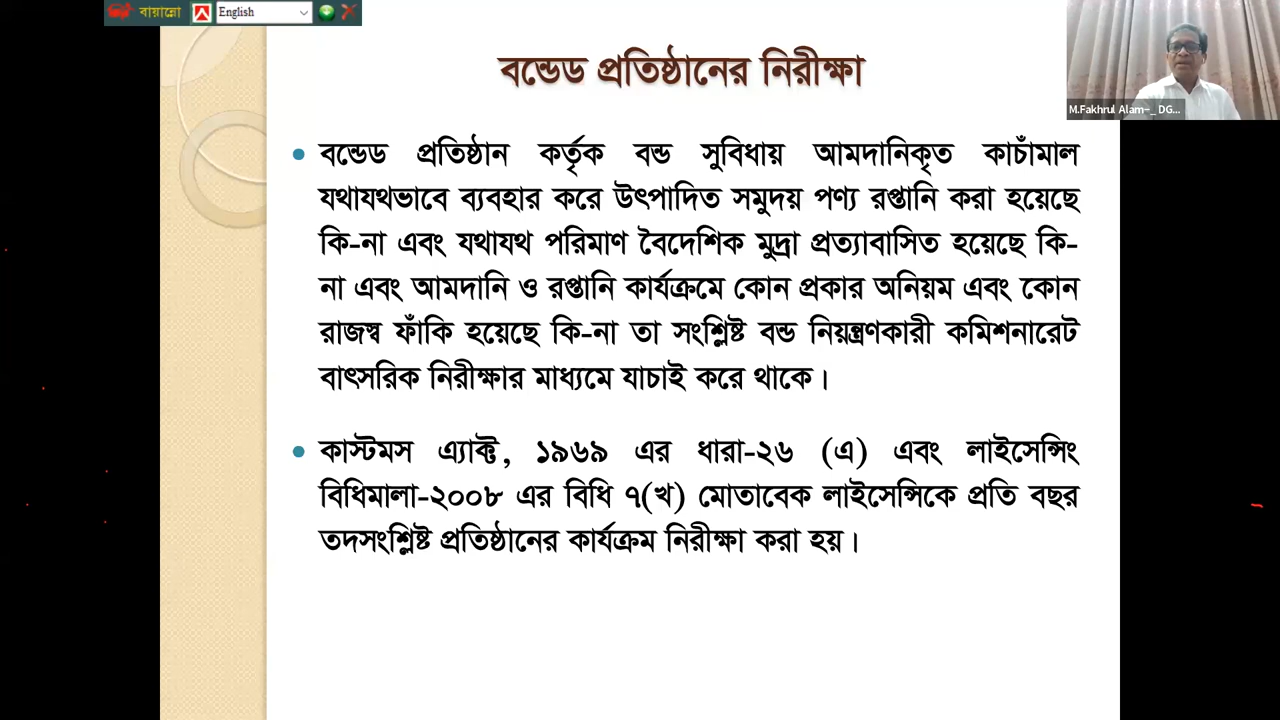 বায়ান্নো
English
M.Fakhrul Alam-_ DG...
বন্ডেড প্রতিষ্ঠানের নিরীক্ষা
বন্ডেড প্রতিষ্ঠান কর্তৃক বন্ড সুবিধায় আমদানিকৃত কাচাঁমাল
যথাযথভাবে ব্যবহার করে উৎপাদিত সমুদয় পণ্য রপ্তানি করা হয়েছে
কি-না এবং যথাযথ পরিমাণ বৈদেশিক মুদ্রা প্রত্যাবাসিত হয়েছে কি-
না এবং আমদানি ও রপ্তানি কার্যক্রমে কোন প্রকার অনিয়ম এবং কোন
রাজস্ব ফাঁকি হয়েছে কি-না তা সংশ্লিষ্ট বন্ড নিয়ন্ত্রণকারী কমিশনারেট
বাৎসরিক নিরীক্ষার মাধ্যমে যাচাই করে থাকে।
কাস্টমস এ্যাক্ট, ১৯৬৯ এর ধারা-২৬ (এ) এবং লাইসেন্সিং
বিধিমালা-২০০৮ এর বিধি ৭(খ) মোতাবেক লাইসেন্সিকে প্রতি বছর
তদসংশ্লিষ্ট প্রতিষ্ঠানের কার্যক্রম নিরীক্ষা করা হয়।